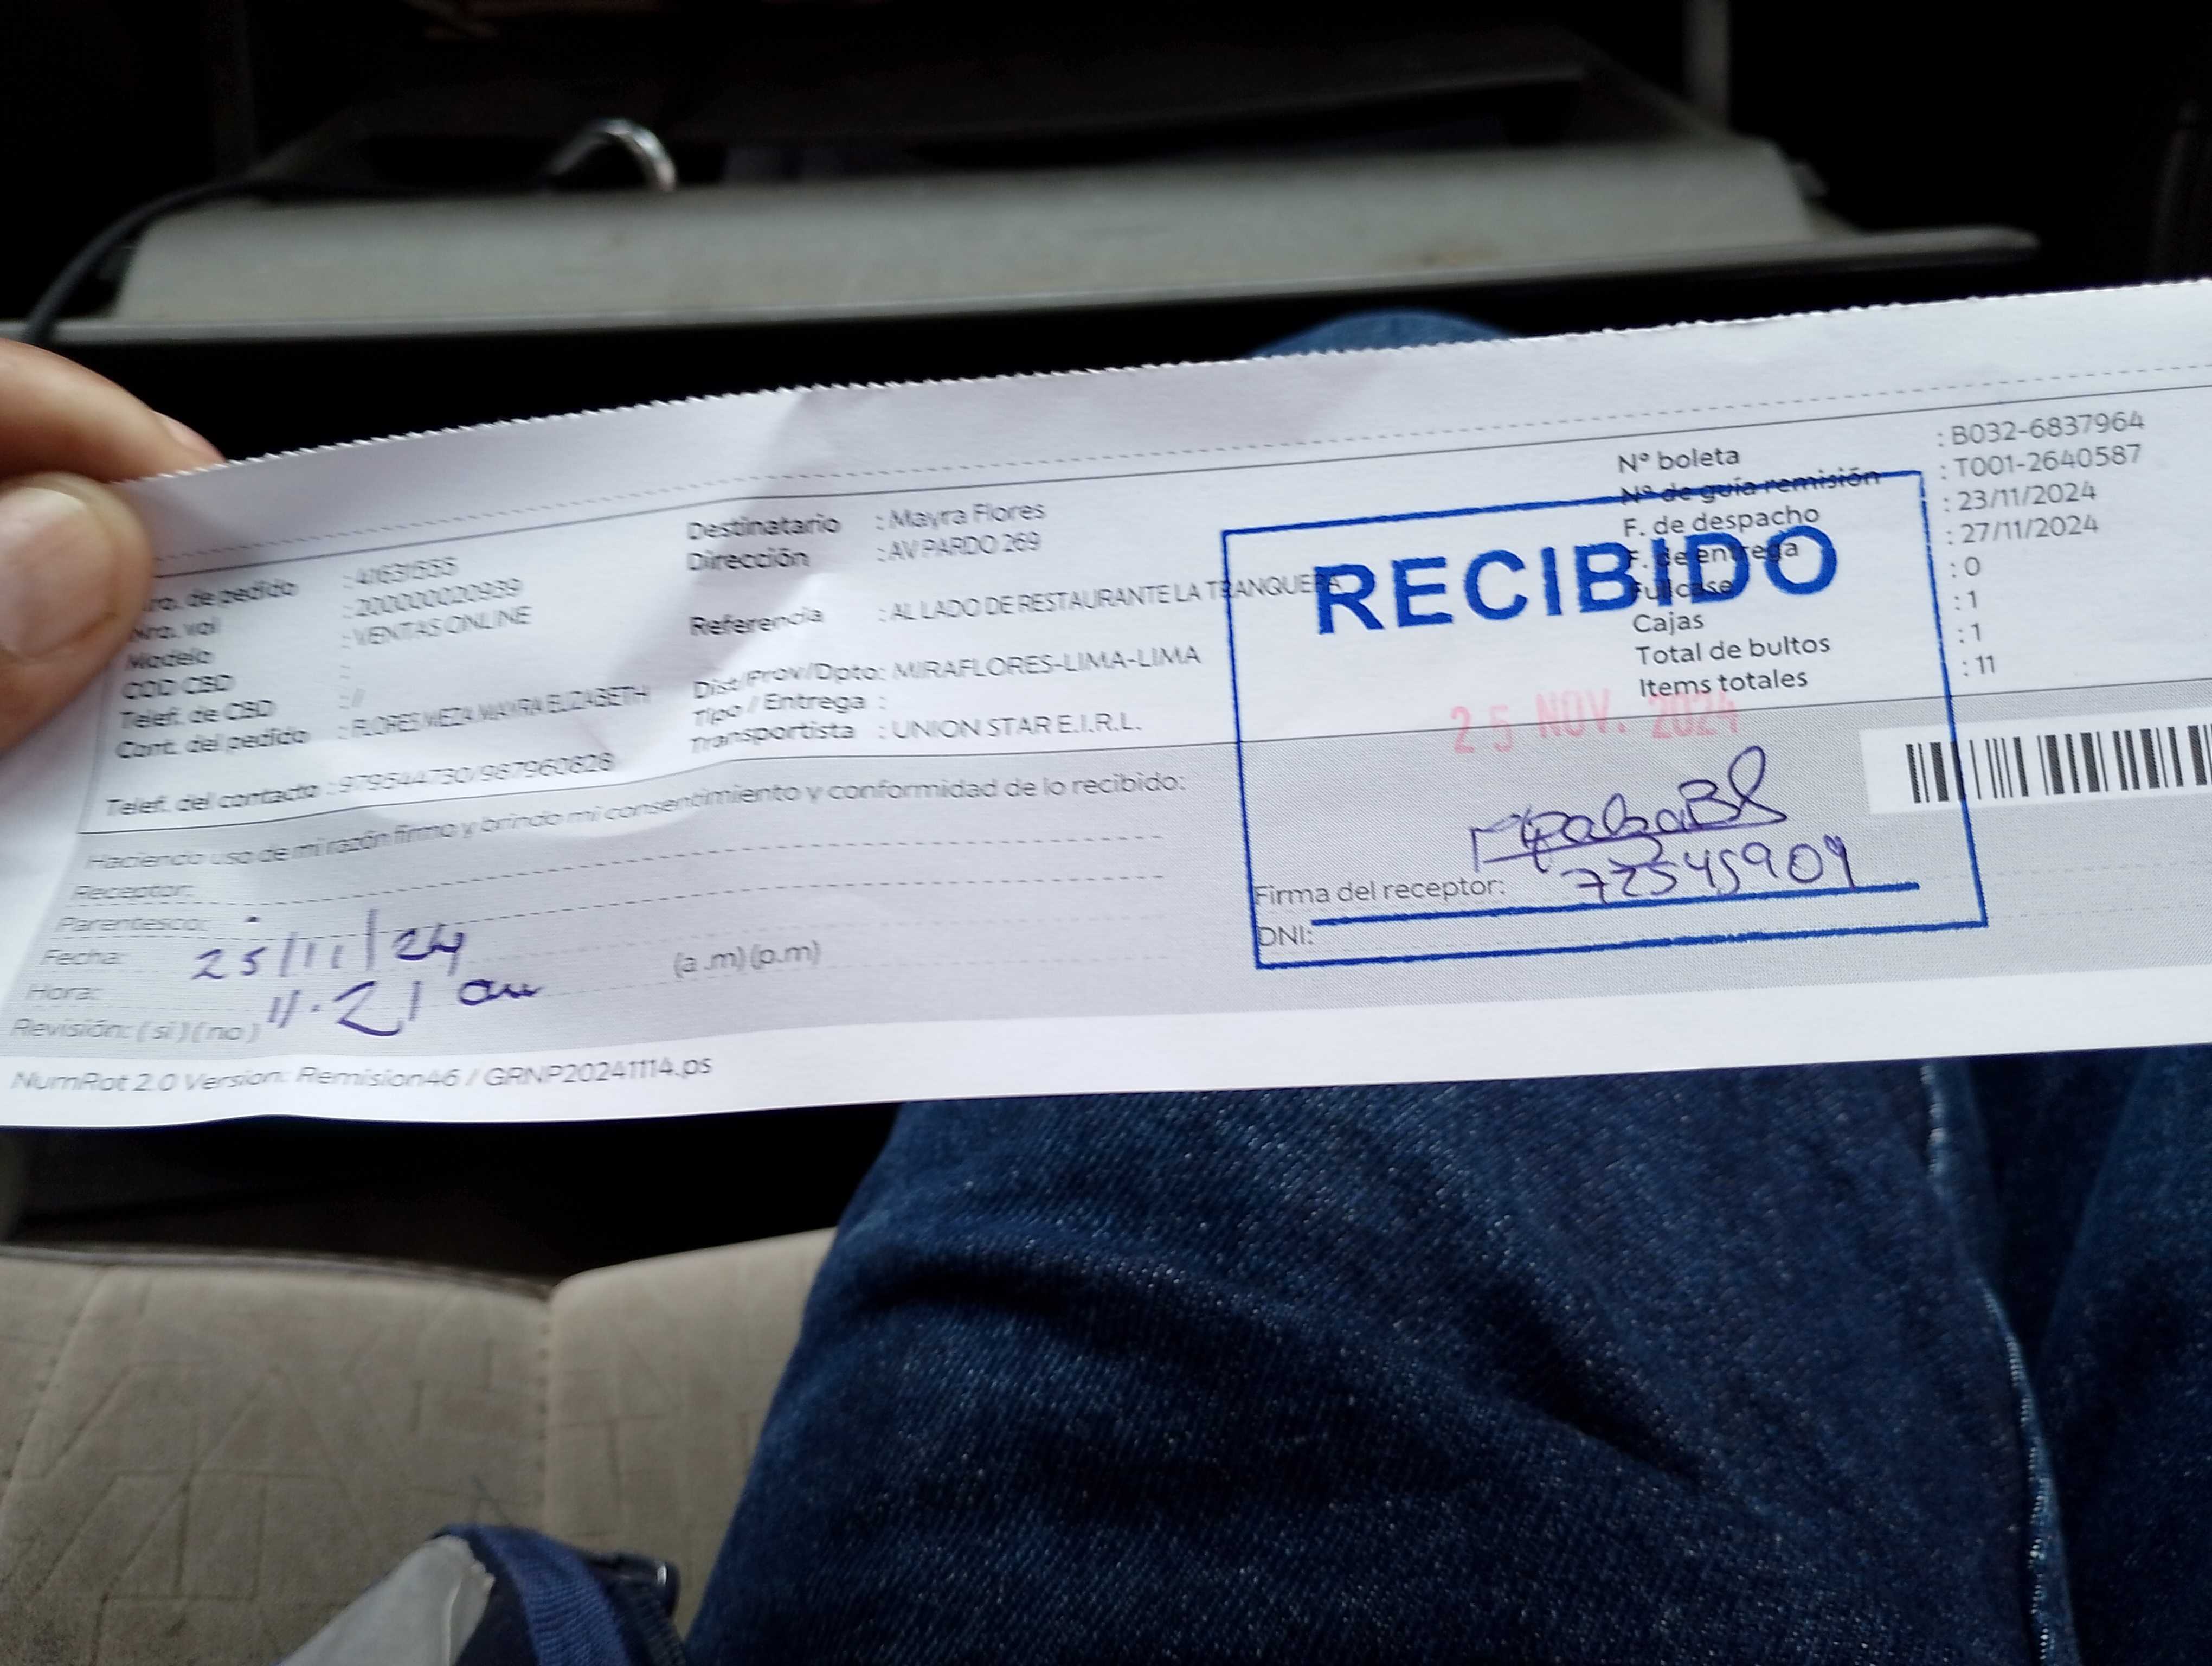 Nro. de pedido : 41631555
Nro. val : 200000020939
Modelo : VENTAS ONLINE
COD CBD :
Telef. de CBD : //
Cont. del pedido : FLORES MEZA MAYRA ELIZABETH
Telef. del contacto : 979544730/987960828
Destinatario : Mayra Flores
Dirección : AV PARDO 269
Referencia : AL LADO DE RESTAURANTE LA TRANQUERA
Dist/Prov/Dpto: MIRAFLORES-LIMA-LIMA
Tipo / Entrega :
Transportista : UNION STAR E.I.R.L.
Nº boleta : B032-6837964
Nº de guía remisión : T001-2640587
F. de despacho : 23/11/2024
F. de entrega : 27/11/2024
Fullcase : 0
Cajas : 1
Total de bultos : 1
Items totales : 11
RECIBIDO
25 NOV. 2024
Haciendo uso de mi razón firmo y brindo mi consentimiento y conformidad de lo recibido:
Receptor:
Parentesco:
Fecha: 25/11/24
Hora: 11.21 am (a.m)(p.m)
Revisión: (si)(no)
Firma del receptor:
72545909
DNI:
NumRot 2.0 Version: Remision46 / GRNP20241114.ps